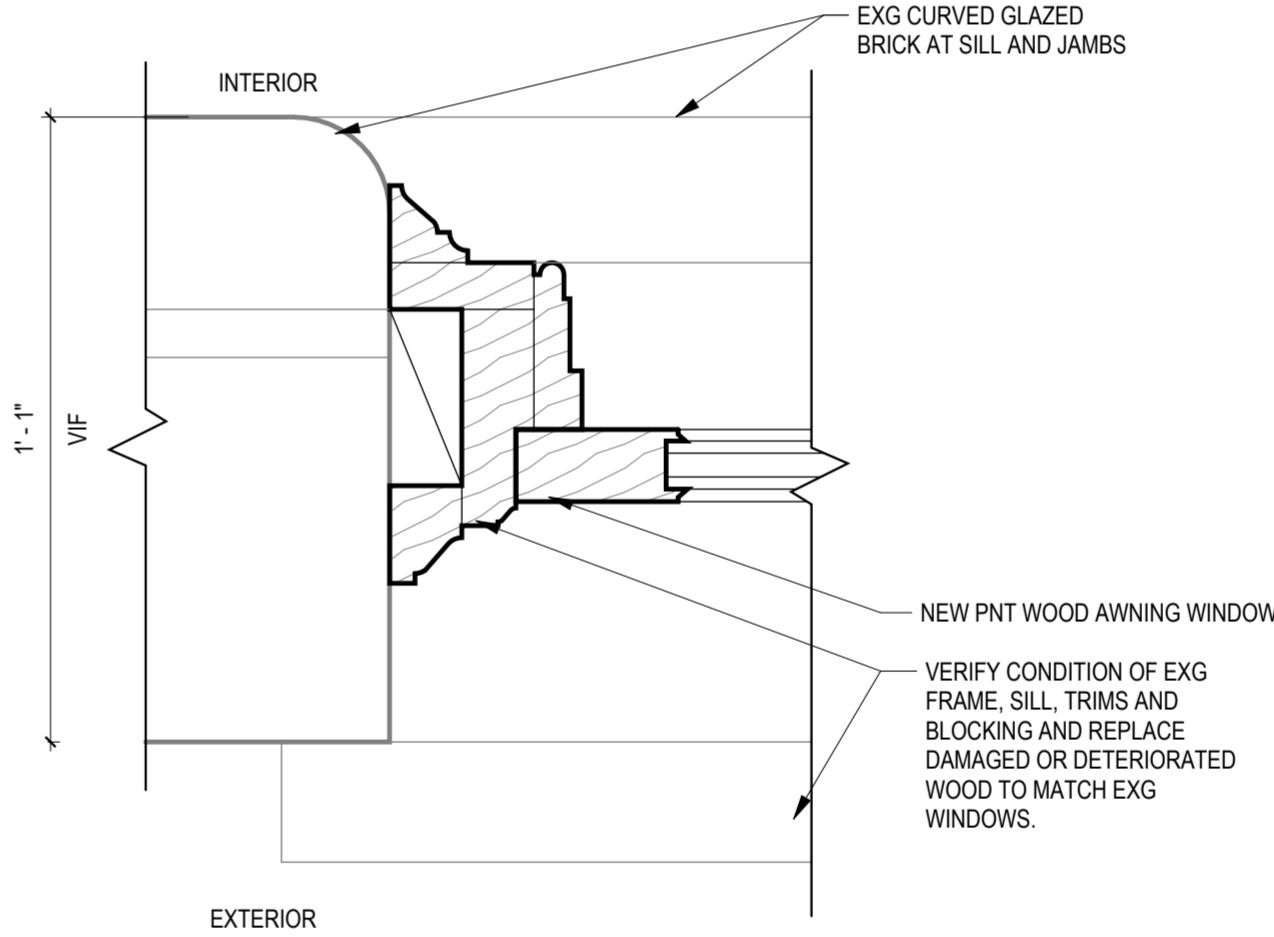 EXG CURVED GLAZED
BRICK AT SILL AND JAMBS
INTERIOR
1' - 1"
VIF
NEW PNT WOOD AWNING WINDOW
VERIFY CONDITION OF EXG
FRAME, SILL, TRIMS AND
BLOCKING AND REPLACE
DAMAGED OR DETERIORATED
WOOD TO MATCH EXG
WINDOWS.
EXTERIOR